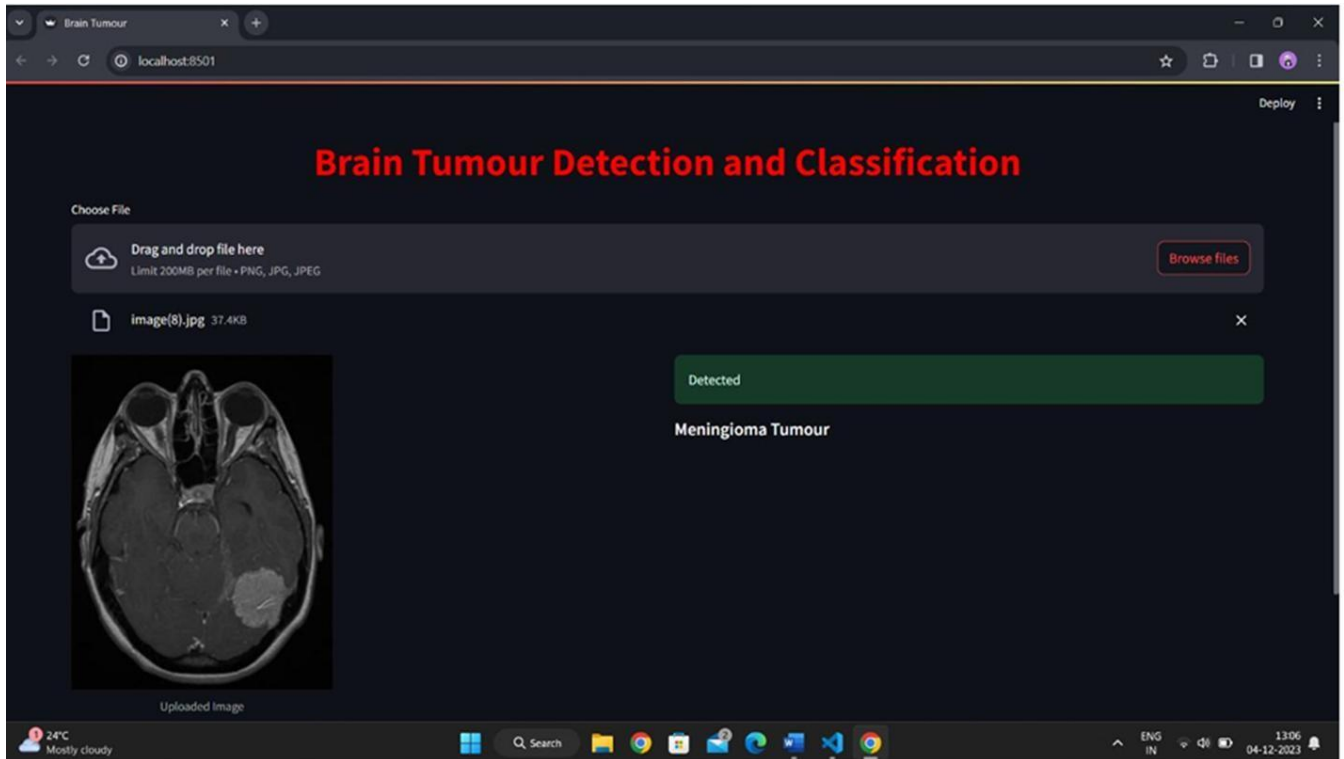 Brain Tumour
localhost:8501
Deploy
Brain Tumour Detection and Classification
Choose File
Drag and drop file here
Limit 200MB per file • PNG, JPG, JPEG
Browse files
image(8).jpg 37.4KB
Detected
Meningioma Tumour
Uploaded Image
1
24°C
Mostly cloudy
Search
2
ENG
IN
13:06
04-12-2023